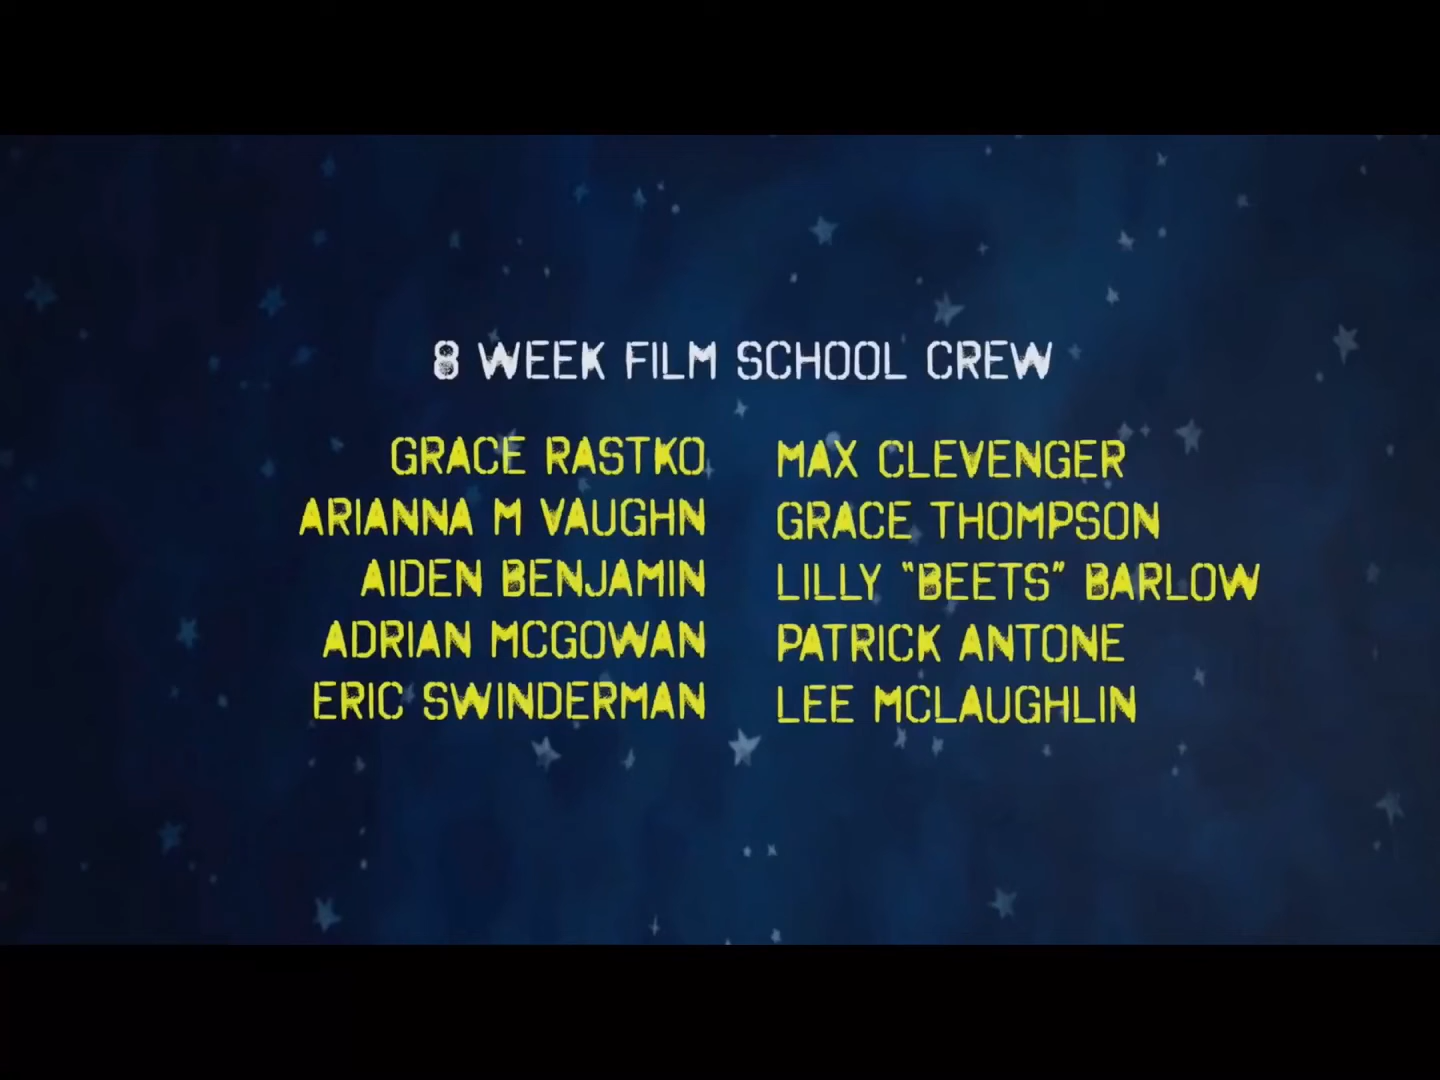 8 WEEK FILM SCHOOL CREW
GRACE RASTKO
ARIANNA M VAUGHN
AIDEN BENJAMIN
ADRIAN MCGOWAN
ERIC SWINDERMAN
MAX CLEVENGER
GRACE THOMPSON
LILLY "BEETS" BARLOW
PATRICK ANTONE
LEE MCLAUGHLIN